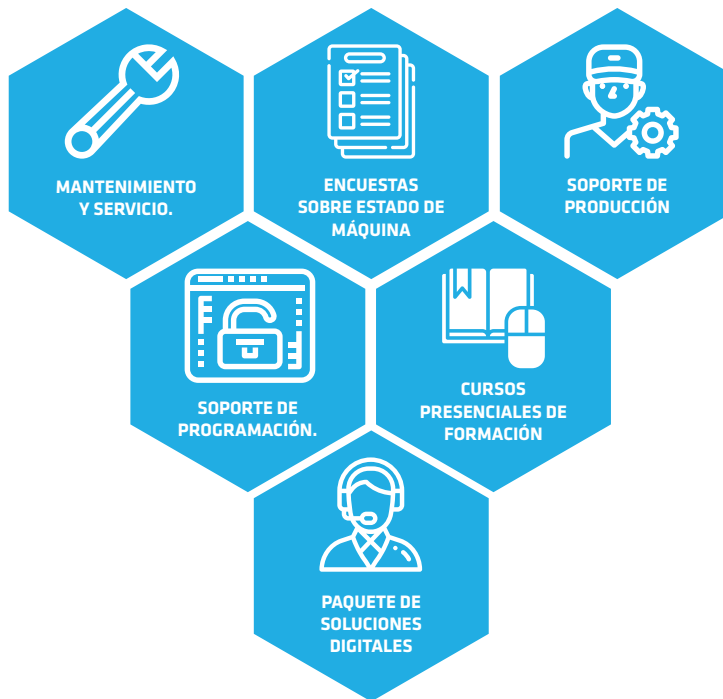 MANTENIMIENTO
Y SERVICIO.
ENCUESTAS
SOBRE ESTADO DE
MÁQUINA
SOPORTE DE
PRODUCCIÓN
SOPORTE DE
PROGRAMACIÓN.
CURSOS
PRESENCIALES DE
FORMACIÓN
PAQUETE DE
SOLUCIONES
DIGITALES